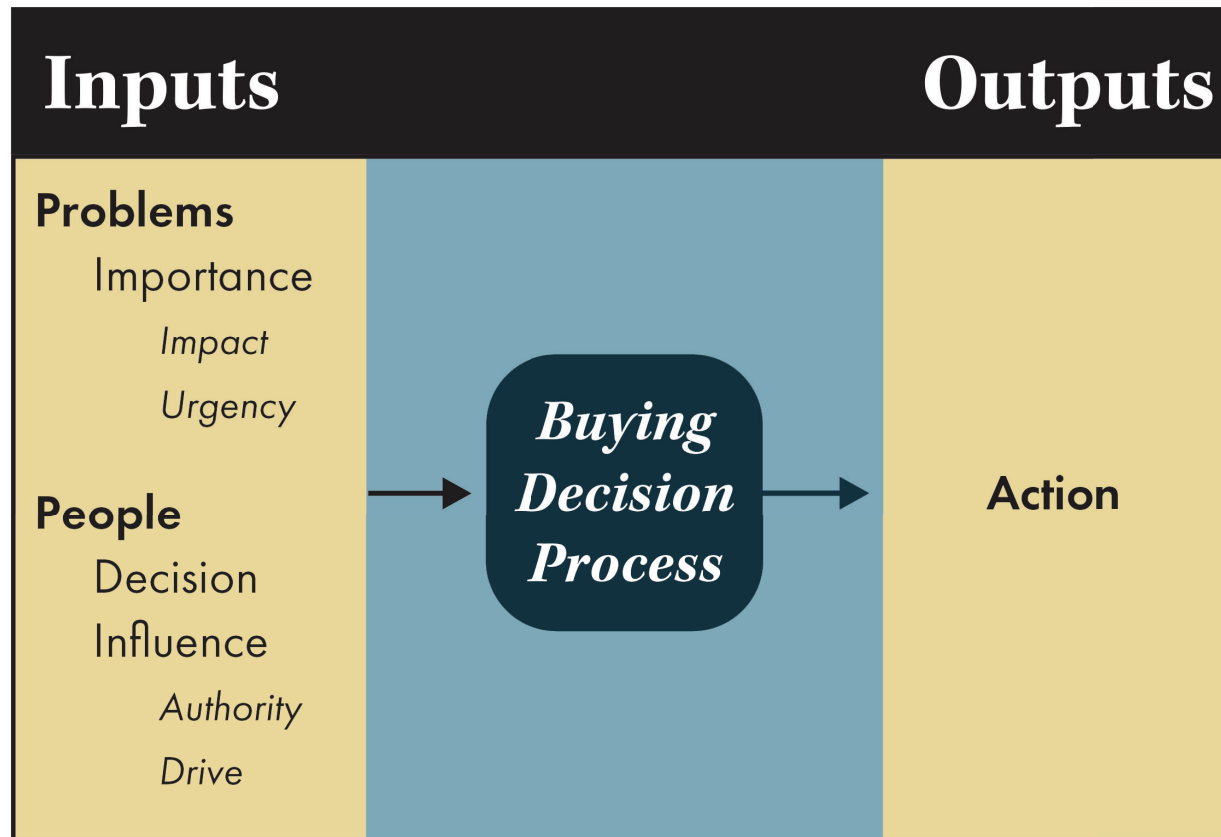 Inputs
Outputs
Problems
Importance
Impact
Urgency
People
Decision
Influence
Authority
Drive
Buying
Decision
Process
Action